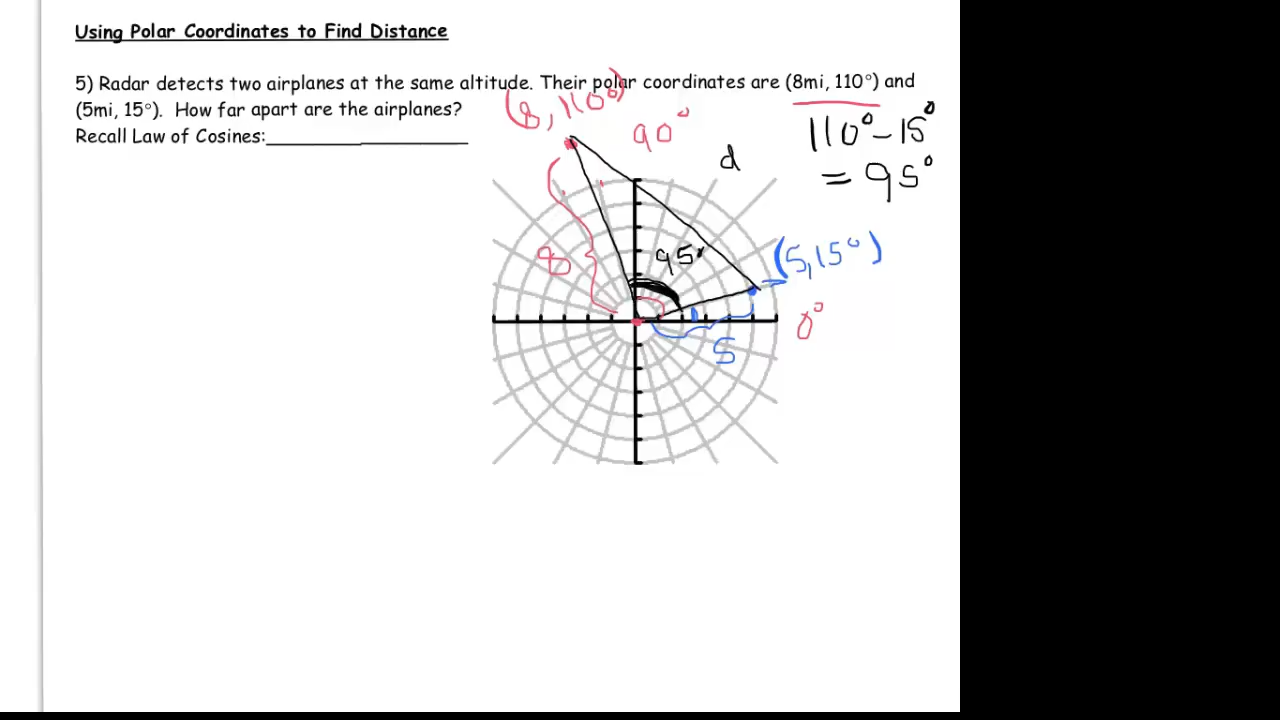 Using Polar Coordinates to Find Distance
5) Radar detects two airplanes at the same altitude. Their polar coordinates are (8mi, 110°) and
(5mi, 15°). How far apart are the airplanes?
Recall Law of Cosines:____________________
(8, 110°)
90°
110° - 15°
= 95°
d
95°
(5, 15°)
8
0°
5